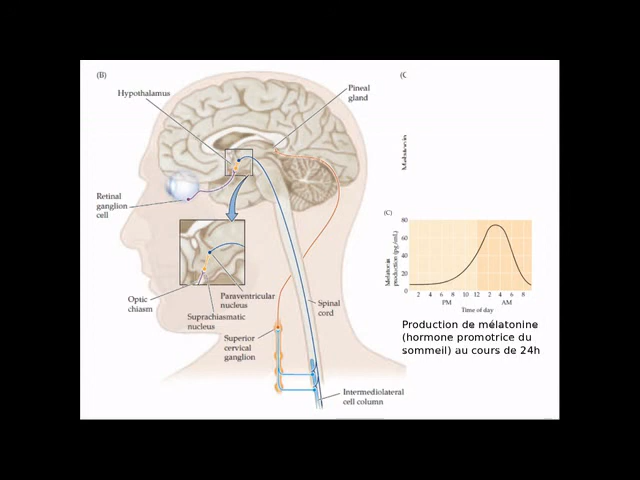 (B)
Hypothalamus
Pineal
gland
Retinal
ganglion
cell
Optic
chiasm
Paraventricular
nucleus
Suprachiasmatic
nucleus
Superior
cervical
ganglion
Spinal
cord
Intermediolateral
cell column
(C
Melatonin
(C)
Melatonin
production (pg/mL)
80
60
40
20
0
2 4 6 8 10 12 2 4 6 8
PM AM
Time of day
Production de mélatonine
(hormone promotrice du
sommeil) au cours de 24h